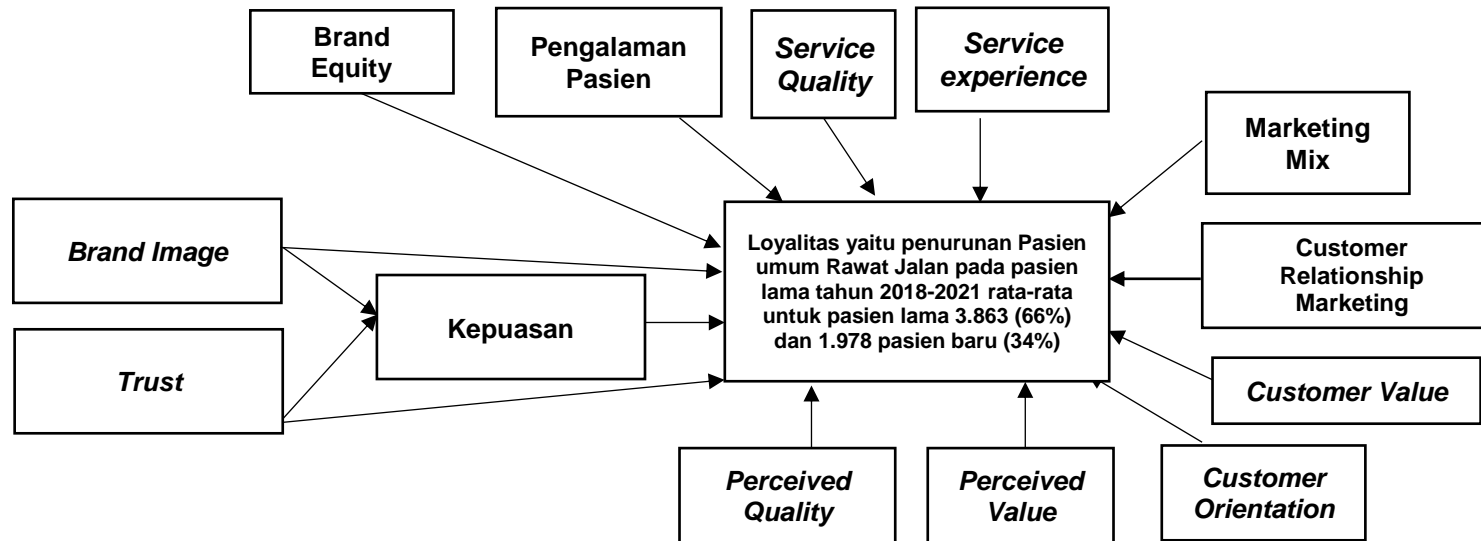 Brand
Equity
Pengalaman
Pasien
Service
Quality
Service
experience
Marketing
Mix
Brand Image
Loyalitas yaitu penurunan Pasien
umum Rawat Jalan pada pasien
lama tahun 2018-2021 rata-rata
untuk pasien lama 3.863 (66%)
dan 1.978 pasien baru (34%)
Customer
Relationship
Marketing
Kepuasan
Trust
Customer Value
Perceived
Quality
Perceived
Value
Customer
Orientation